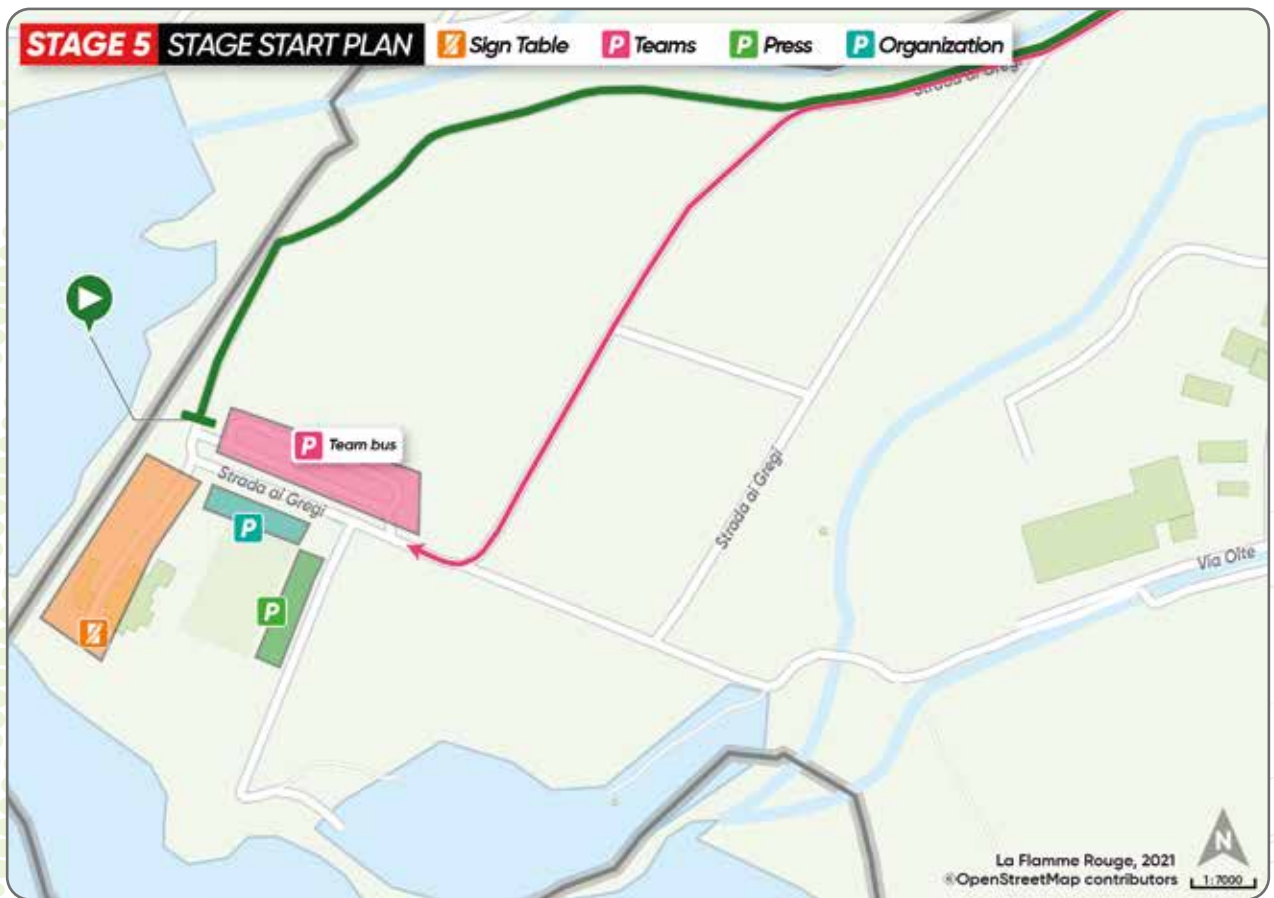 STAGE 5 STAGE START PLAN Sign Table P Teams P Press P Organization
Strada ai Gregi
P Team bus
Strada ai Gregi
P
Strada ai Gregi
P
Via Olte
N
La Flamme Rouge, 2021
©OpenStreetMap contributors 1:7000